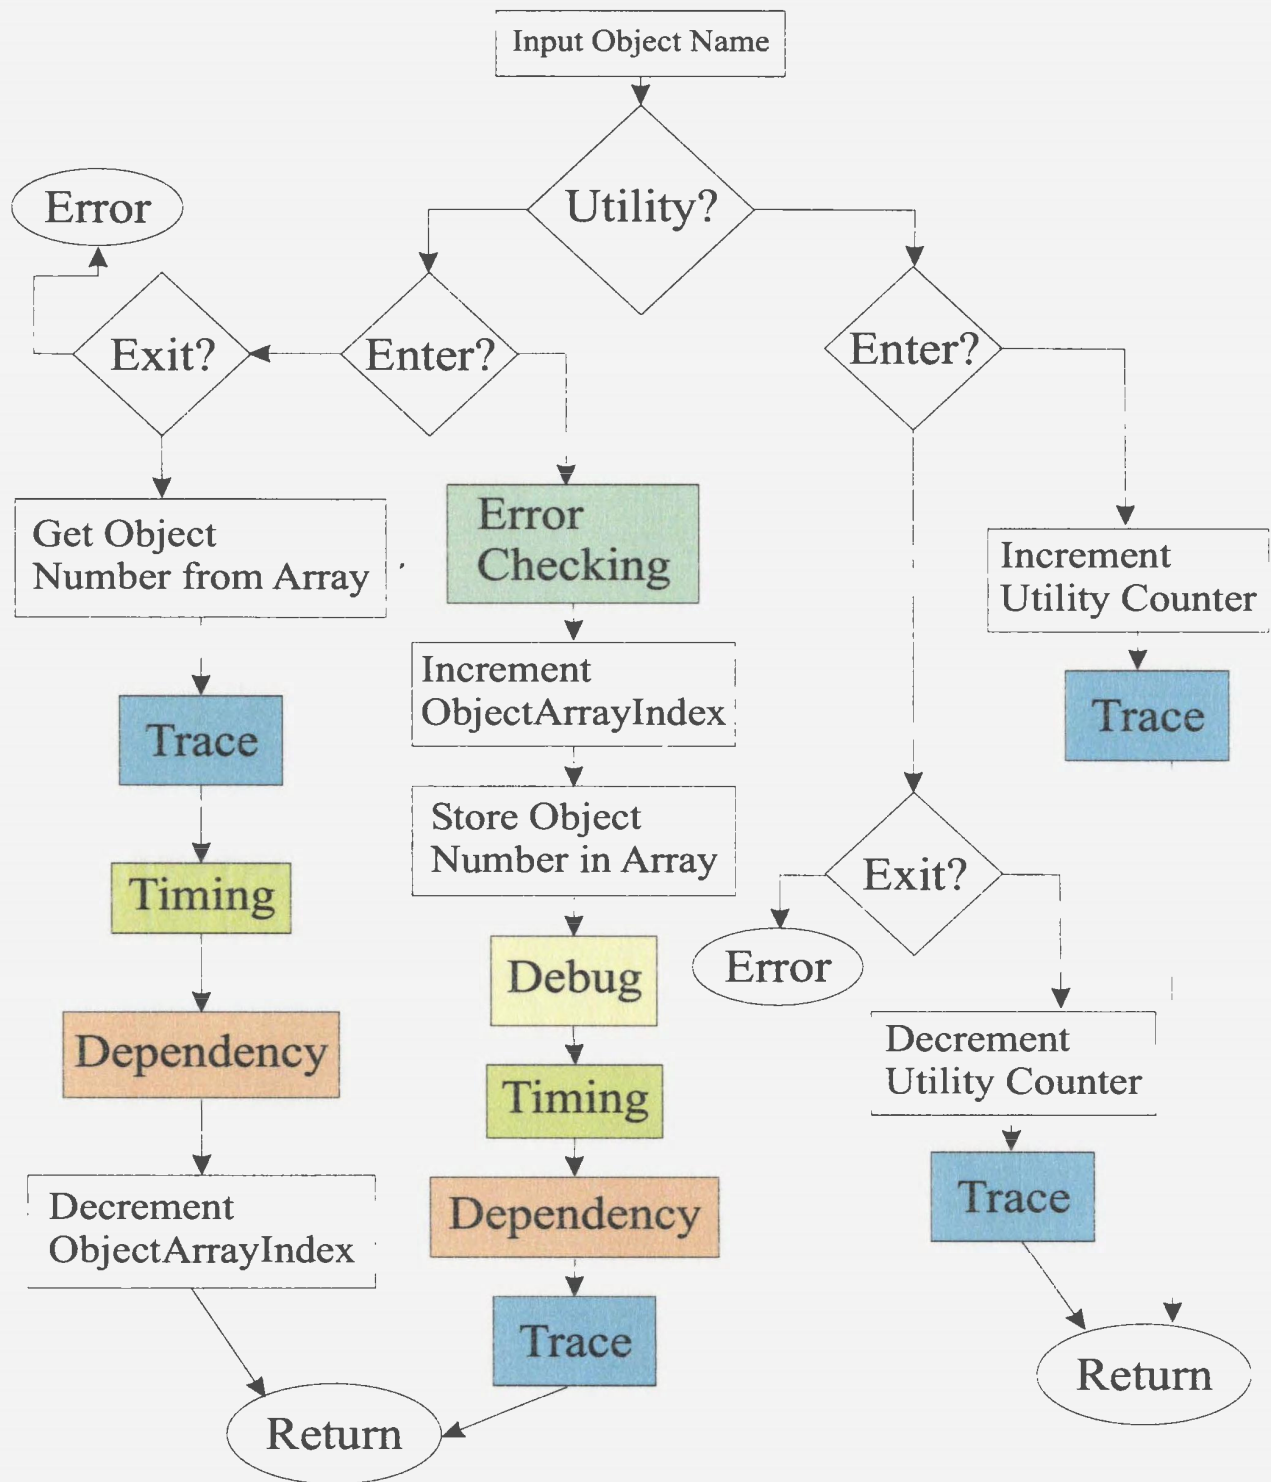 Input Object Name
Utility?
Error
Exit?
Enter?
Enter?
Get Object
Number from Array
Error
Checking
Increment
Utility Counter
Increment
ObjectArrayIndex
Trace
Trace
Store Object
Number in Array
Exit?
Timing
Debug
Error
Dependency
Timing
Decrement
Utility Counter
Decrement
ObjectArrayIndex
Dependency
Trace
Trace
Return
Return